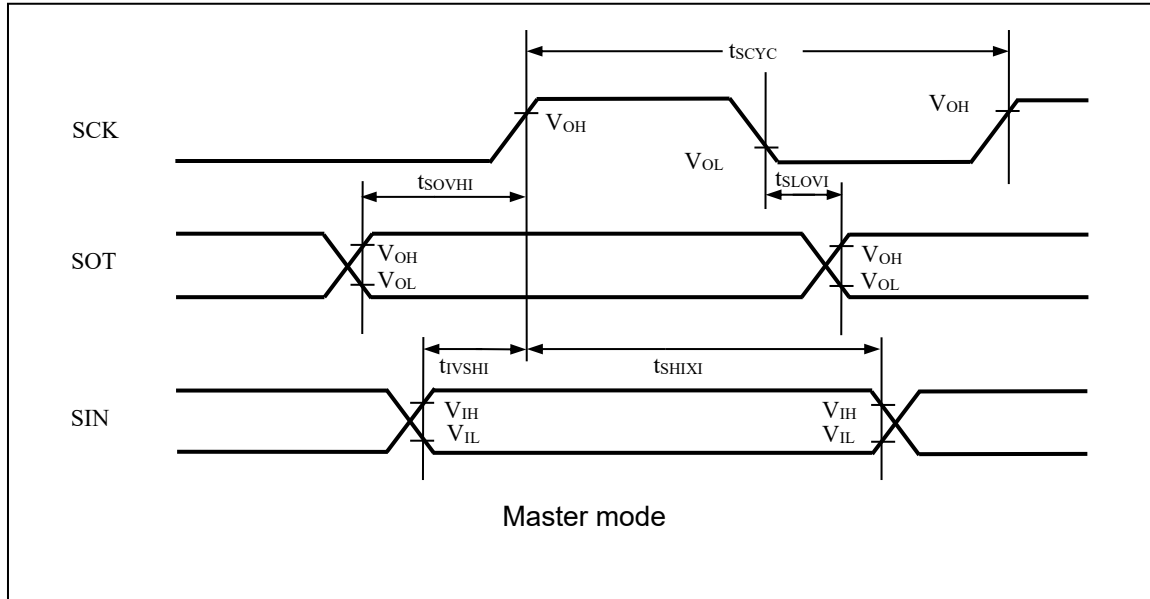 tSCYC
SCK
VOH
VOH
VOL
tSOVHI
tSLOVI
SOT
VOH
VOH
VOL
VOL
tIVSHI
tSHIXI
SIN
VIH
VIH
VIL
VIL
Master mode